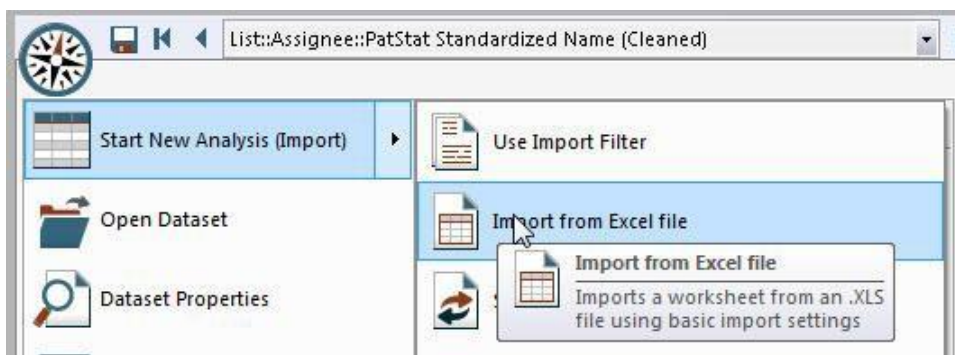 List::Assignee::PatStat Standardized Name (Cleaned)
Start New Analysis (Import)
Use Import Filter
Open Dataset
Import from Excel file
Import from Excel file
Imports a worksheet from an .XLS
file using basic import settings
Dataset Properties